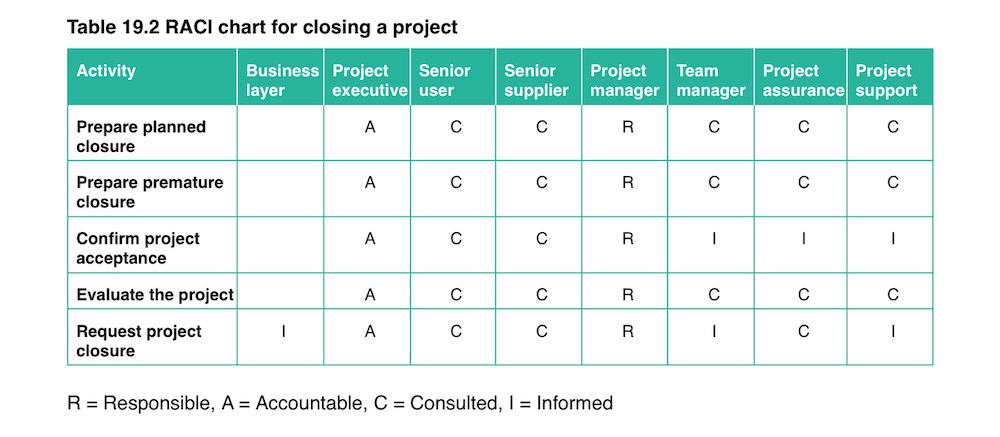 Table 19.2 RACI chart for closing a project
Activity Business layer Project executive Senior user Senior supplier Project manager Team manager Project assurance Project support
Prepare planned closure A C C R C C C
Prepare premature closure A C C R C C C
Confirm project acceptance A C C R I I I
Evaluate the project A C C R C C C
Request project closure I A C C R I C I
R = Responsible, A = Accountable, C = Consulted, I = Informed